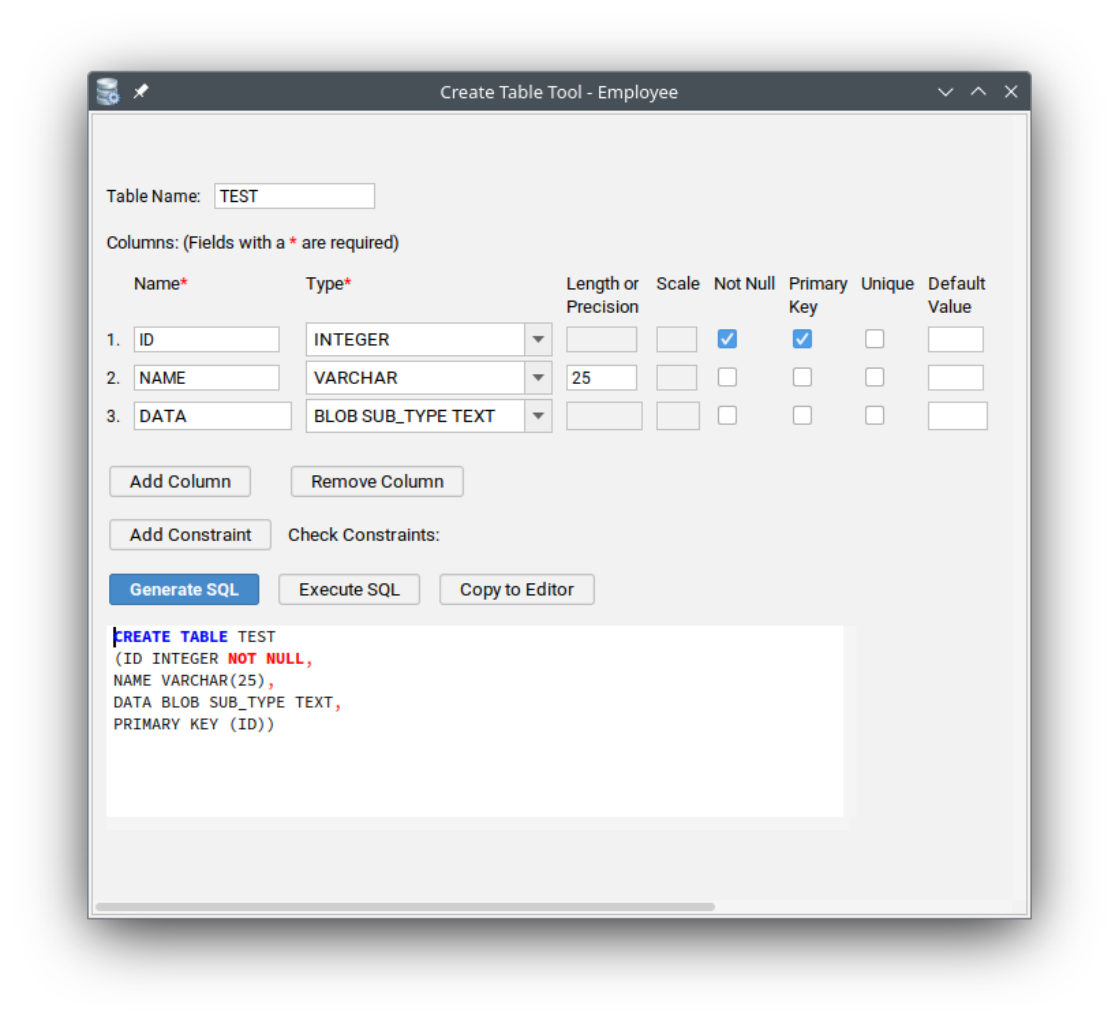 Create Table Tool - Employee
Table Name: TEST
Columns: (Fields with a * are required)
Name* Type* Length or Precision Scale Not Null Primary Key Unique Default Value
1. ID INTEGER
2. NAME VARCHAR 25
3. DATA BLOB SUB_TYPE TEXT
Add Column Remove Column
Add Constraint Check Constraints:
Generate SQL Execute SQL Copy to Editor
CREATE TABLE TEST
(ID INTEGER NOT NULL,
NAME VARCHAR(25),
DATA BLOB SUB_TYPE TEXT,
PRIMARY KEY (ID))